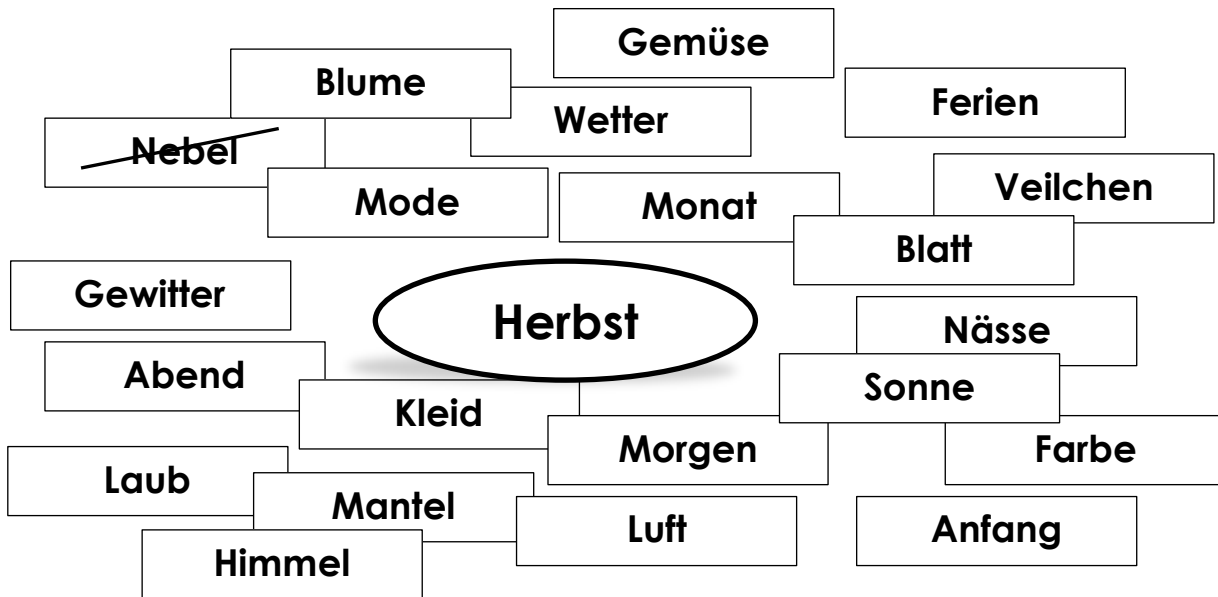 Gemüse
Blume
Ferien
Wetter
Nebel
Veilchen
Mode
Monat
Blatt
Gewitter
Herbst
Nässe
Abend
Sonne
Kleid
Morgen
Farbe
Laub
Mantel
Luft
Anfang
Himmel